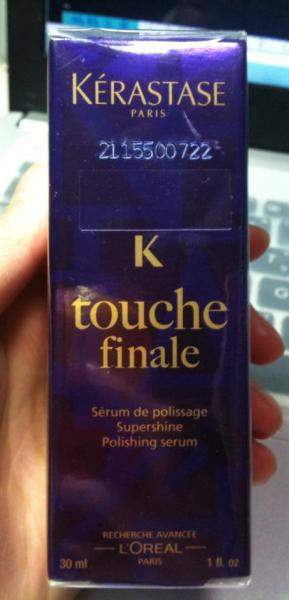 KÉRASTASE
PARIS
2115500722
K
touche
finale
Sérum de polissage
Supershine
Polishing serum
RECHERCHE AVANCÉE
L'ORÉAL
PARIS
30 ml 1 fl. oz